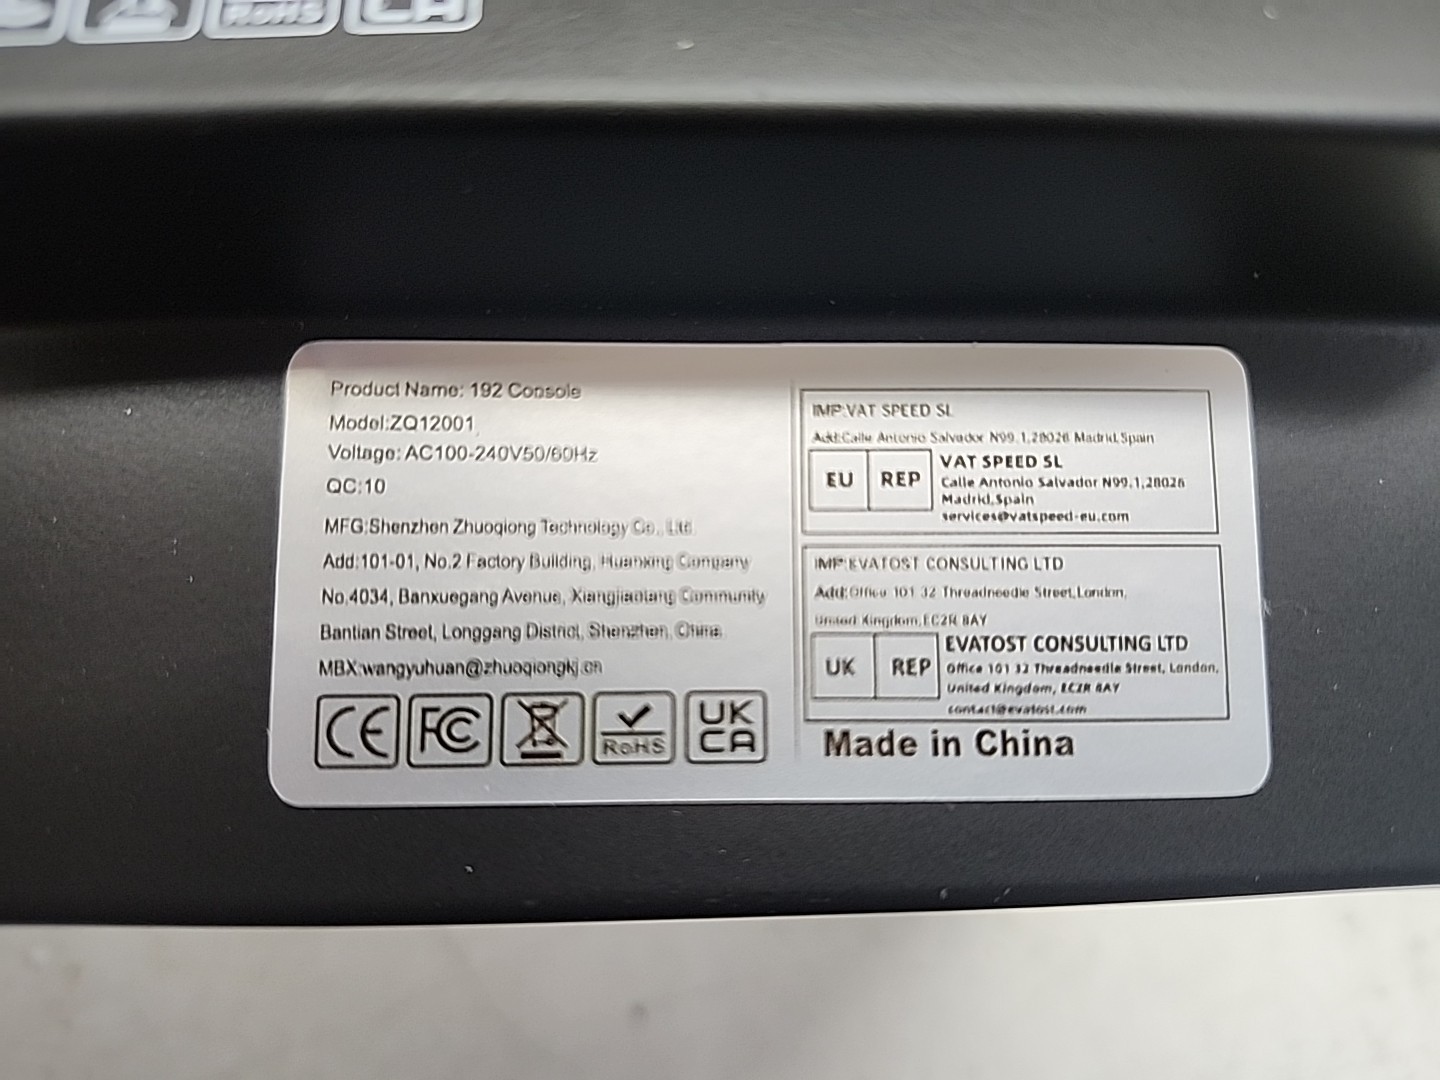 RoHS
CA
Product Name: 192 Console
Model:ZQ12001
Voltage: AC100-240V50/60Hz
QC:10
MFG:Shenzhen Zhuoqiong Technology Co., Ltd.
Add:101-01, No.2 Factory Building, Huanxing Company
No.4034, Banxuegang Avenue, Xiangjiaotang Community
Bantian Street, Longgang District, Shenzhen, China
MBX:wangyuhuan@zhuoqiongkj.cn
CE
FC
RoHS
UK
CA
IMP:VAT SPEED SL
Add:Calle Antonio Salvador N99.1,28026 Madrid,Spain
EU REP
VAT SPEED SL
Calle Antonio Salvador N99.1,28026
Madrid,Spain
services@vatspeed-eu.com
IMP:EVATOST CONSULTING LTD
Add:Office 101 32 Threadneedle Street,London,
United Kingdom,EC2R 8AY
UK REP
EVATOST CONSULTING LTD
Office 101 32 Threadneedle Street, London,
United Kingdom, EC2R 8AY
contact@evatost.com
Made in China